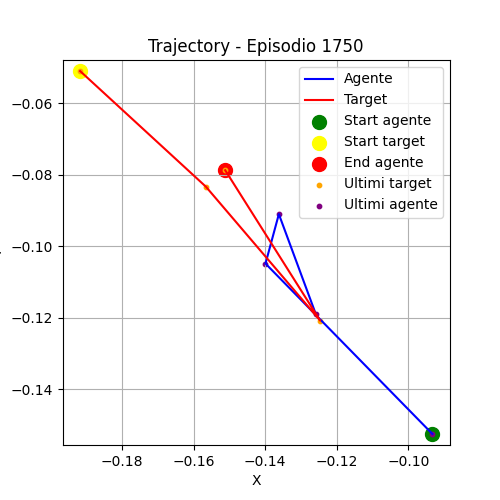 Trajectory - Episodio 1750
Agente
Target
Start agente
Start target
End agente
Ultimi target
Ultimi agente
−0.06
−0.08
−0.10
−0.12
−0.14
−0.18
−0.16
−0.14
−0.12
−0.10
X